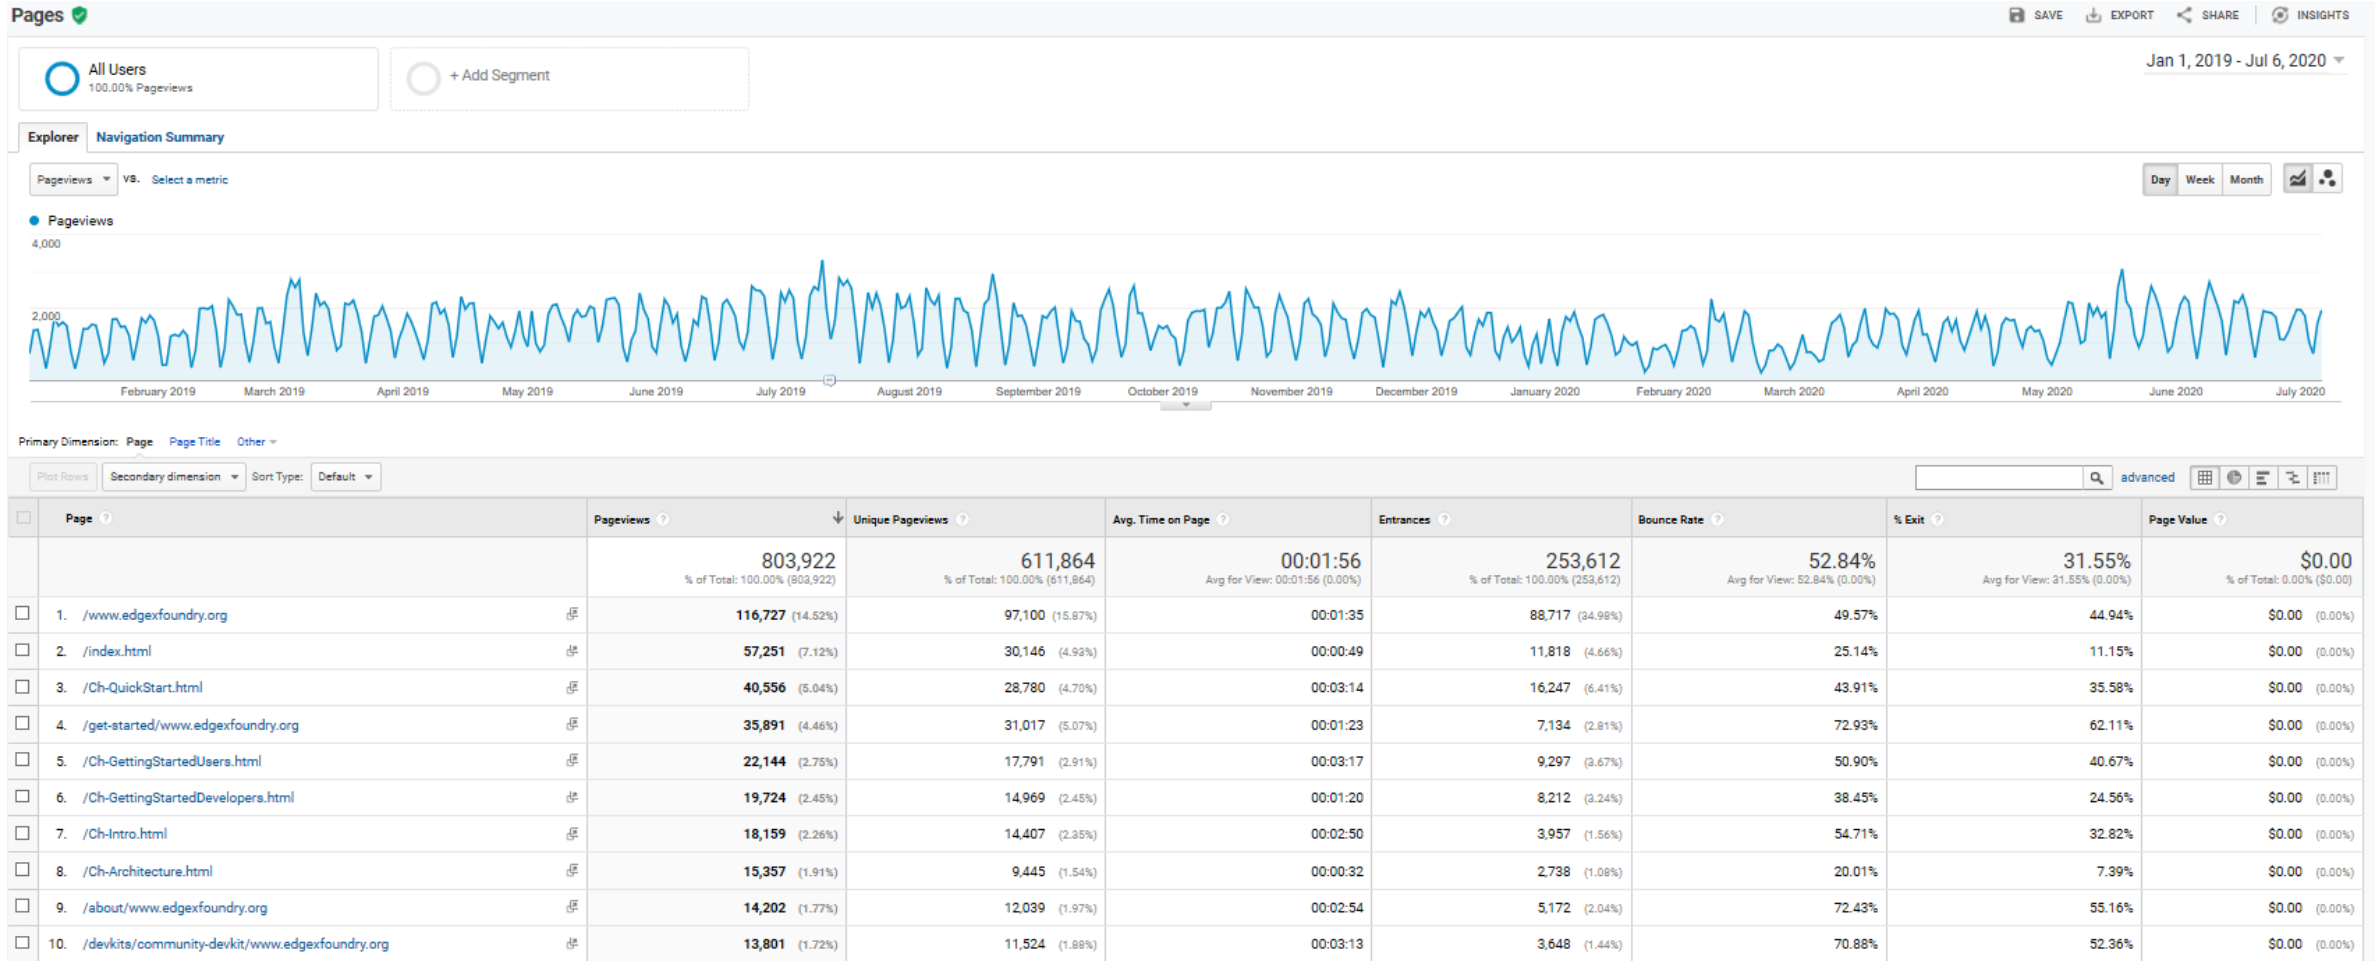 Pages
SAVE EXPORT SHARE INSIGHTS
All Users
100.00% Pageviews
+ Add Segment
Jan 1, 2019 - Jul 6, 2020
Explorer Navigation Summary
Pageviews VS. Select a metric
Day Week Month
Pageviews
4,000
2,000
February 2019 March 2019 April 2019 May 2019 June 2019 July 2019 August 2019 September 2019 October 2019 November 2019 December 2019 January 2020 February 2020 March 2020 April 2020 May 2020 June 2020 July 2020
Primary Dimension: Page Page Title Other
Plot Rows Secondary dimension Sort Type: Default advanced
Page ? Pageviews ? Unique Pageviews ? Avg. Time on Page ? Entrances ? Bounce Rate ? % Exit ? Page Value ?
803,922 611,864 00:01:56 253,612 52.84% 31.55% $0.00
% of Total: 100.00% (803,922) % of Total: 100.00% (611,864) Avg for View: 00:01:56 (0.00%) % of Total: 100.00% (253,612) Avg for View: 52.84% (0.00%) Avg for View: 31.55% (0.00%) % of Total: 0.00% ($0.00)
1. /www.edgexfoundry.org 116,727 (14.52%) 97,100 (15.87%) 00:01:35 88,717 (34.98%) 49.57% 44.94% $0.00 (0.00%)
2. /index.html 57,251 (7.12%) 30,146 (4.93%) 00:00:49 11,818 (4.66%) 25.14% 11.15% $0.00 (0.00%)
3. /Ch-QuickStart.html 40,556 (5.04%) 28,780 (4.70%) 00:03:14 16,247 (6.41%) 43.91% 35.58% $0.00 (0.00%)
4. /get-started/www.edgexfoundry.org 35,891 (4.46%) 31,017 (5.07%) 00:01:23 7,134 (2.81%) 72.93% 62.11% $0.00 (0.00%)
5. /Ch-GettingStartedUsers.html 22,144 (2.75%) 17,791 (2.91%) 00:03:17 9,297 (3.67%) 50.90% 40.67% $0.00 (0.00%)
6. /Ch-GettingStartedDevelopers.html 19,724 (2.45%) 14,969 (2.45%) 00:01:20 8,212 (3.24%) 38.45% 24.56% $0.00 (0.00%)
7. /Ch-Intro.html 18,159 (2.26%) 14,407 (2.35%) 00:02:50 3,957 (1.56%) 54.71% 32.82% $0.00 (0.00%)
8. /Ch-Architecture.html 15,357 (1.91%) 9,445 (1.54%) 00:00:32 2,738 (1.08%) 20.01% 7.39% $0.00 (0.00%)
9. /about/www.edgexfoundry.org 14,202 (1.77%) 12,039 (1.97%) 00:02:54 5,172 (2.04%) 72.43% 55.16% $0.00 (0.00%)
10. /devkits/community-devkit/www.edgexfoundry.org 13,801 (1.72%) 11,524 (1.88%) 00:03:13 3,648 (1.44%) 70.88% 52.36% $0.00 (0.00%)